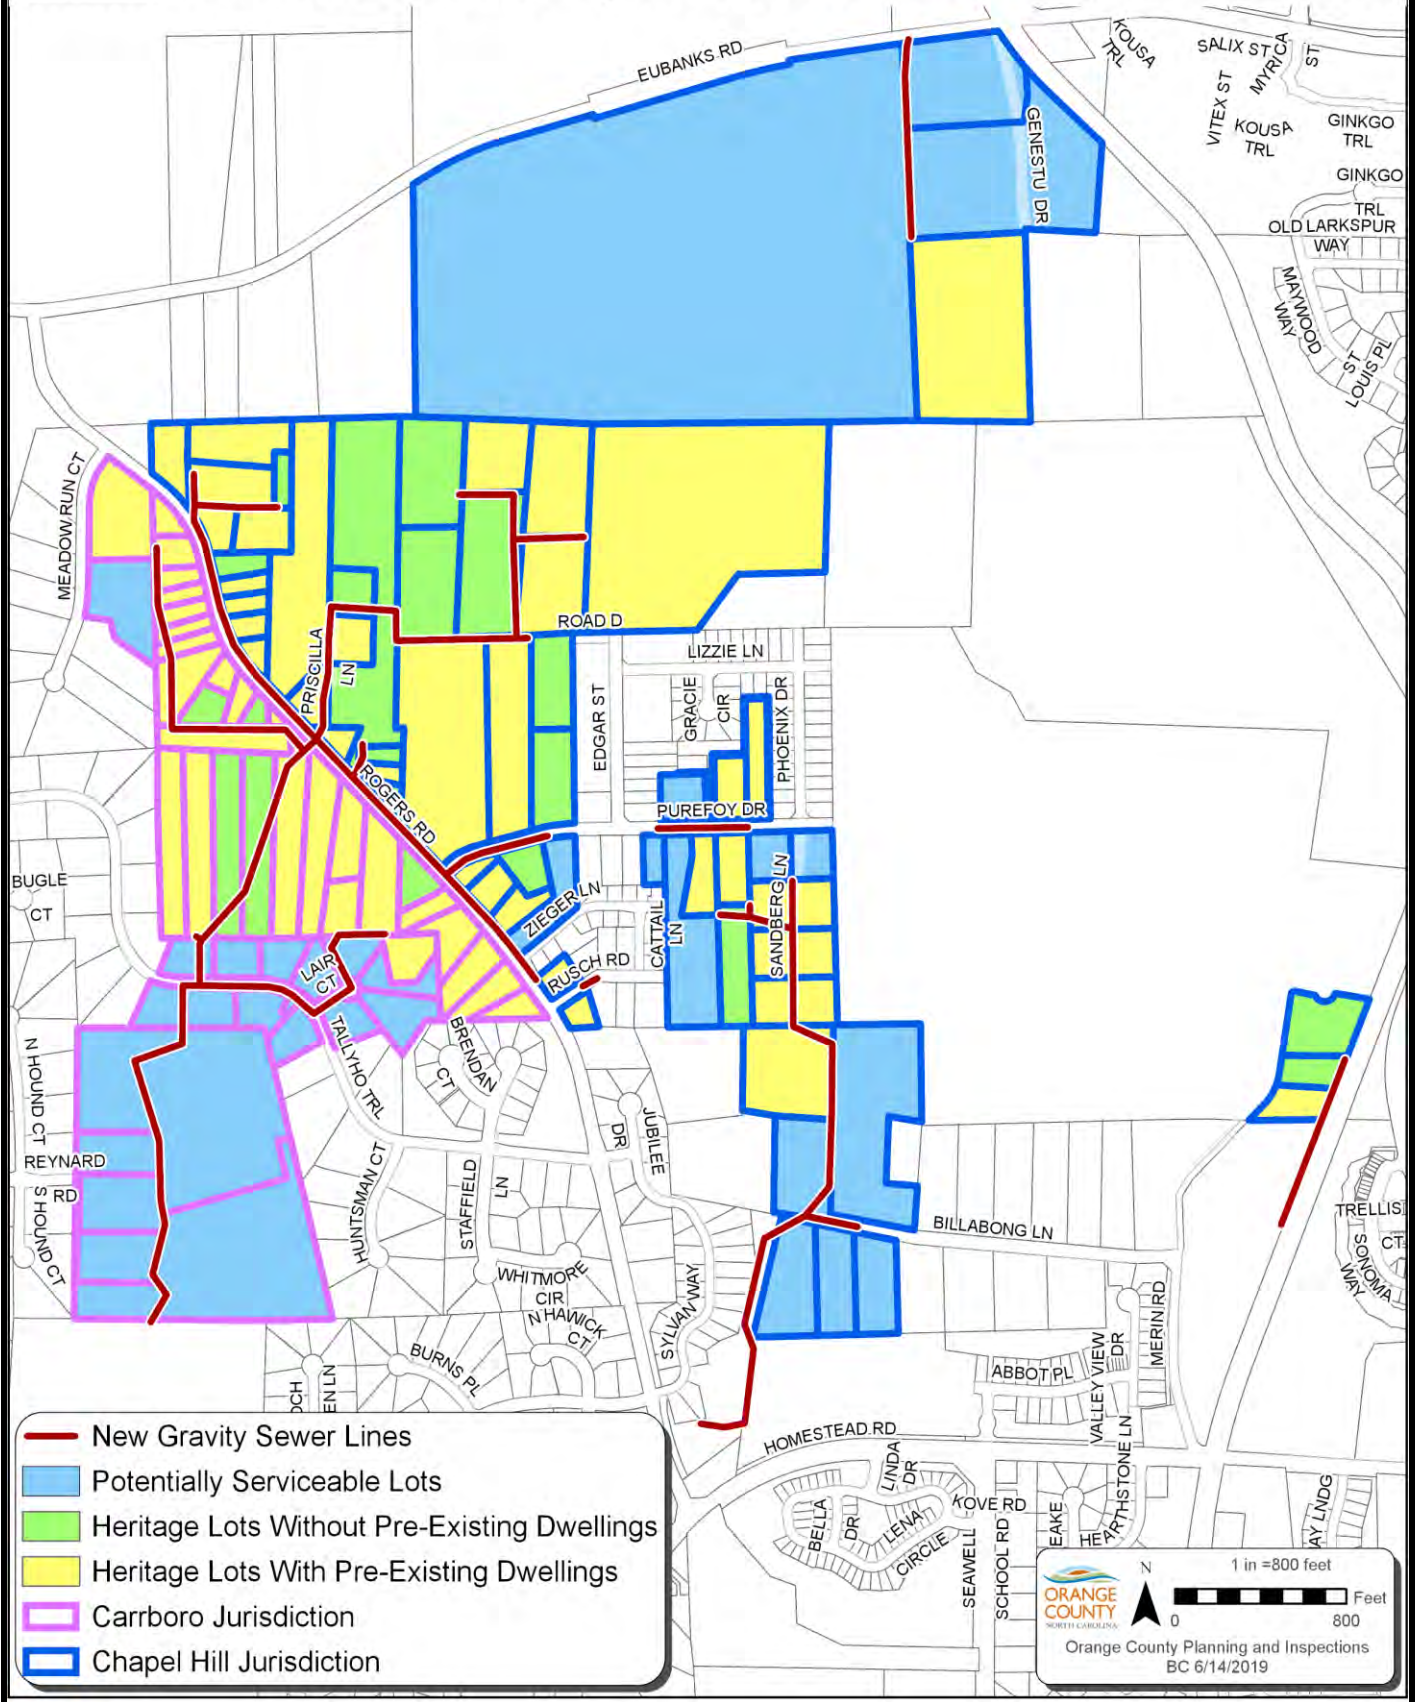 EUBANKS RD
KOUSA
TRL
SALIX ST
MYRICA
ST
VITEX ST
KOUSA
TRL
GINKGO
TRL
GINKGO
TRL
OLD LARKSPUR
WAY
GENESTU DR
MAYWOOD
WAY
ST
LOUIS PL
MEADOW RUN CT
PRISCILLA
LN
ROAD D
LIZZIE LN
EDGAR ST
GRACIE
CIR
PHOENIX DR
ROGERS RD
PUREFOY DR
BUGLE
CT
ZIEGER LN
CATTAIL
LN
SANDBERG LN
RUSCH RD
LAIR
CT
TALLYHO TRL
BRENDAN
CT
N HOUND CT
REYNARD
RD
S HOUND CT
HUNTSMAN CT
STAFFIELD
LN
JUBILEE
DR
BILLABONG LN
TRELLIS
CT
SONOMA
WAY
WHITMORE
CIR
N HAWICK
CT
SYLVAN WAY
MERIN RD
VALLEY VIEW
DR
ABBOT PL
BURNS PL
OCH
EN LN
HOMESTEAD RD
LINDA
DR
KOVE RD
BELLA
DR
LENA
CIRCLE
SEAWELL
SCHOOL RD
EAKE
HEARTHSTONE LN
AY LNDG
New Gravity Sewer Lines
Potentially Serviceable Lots
Heritage Lots Without Pre-Existing Dwellings
Heritage Lots With Pre-Existing Dwellings
Carrboro Jurisdiction
Chapel Hill Jurisdiction
ORANGE
COUNTY
NORTH CAROLINA
N
1 in =800 feet
Feet
0 800
Orange County Planning and Inspections
BC 6/14/2019